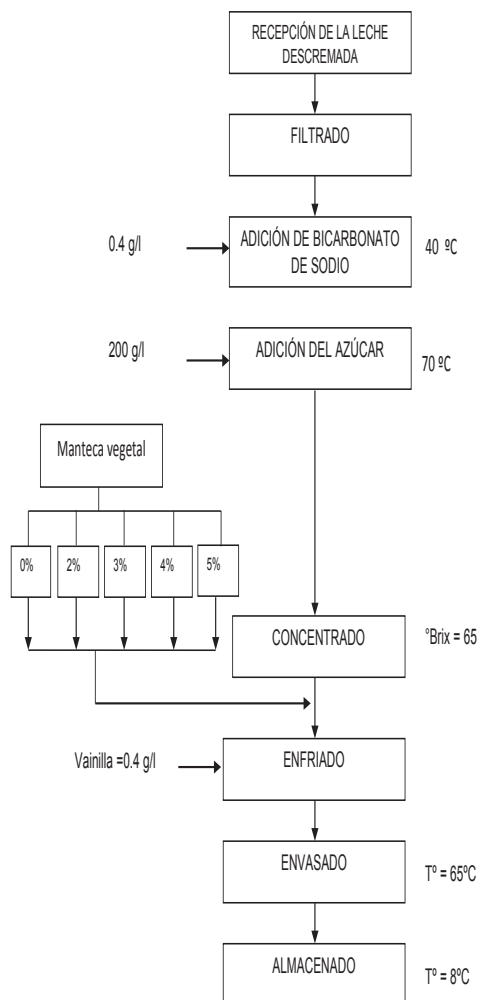 RECEPCIÓN DE LA LECHE
DESCREMADA
FILTRADO
0.4 g/l
ADICIÓN DE BICARBONATO
DE SODIO
40 ºC
200 g/l
ADICIÓN DEL AZÚCAR
70 ºC
Manteca vegetal
0%
2%
3%
4%
5%
CONCENTRADO
°Brix = 65
Vainilla =0.4 g/l
ENFRIADO
ENVASADO
Tº = 65ºC
ALMACENADO
Tº = 8ºC